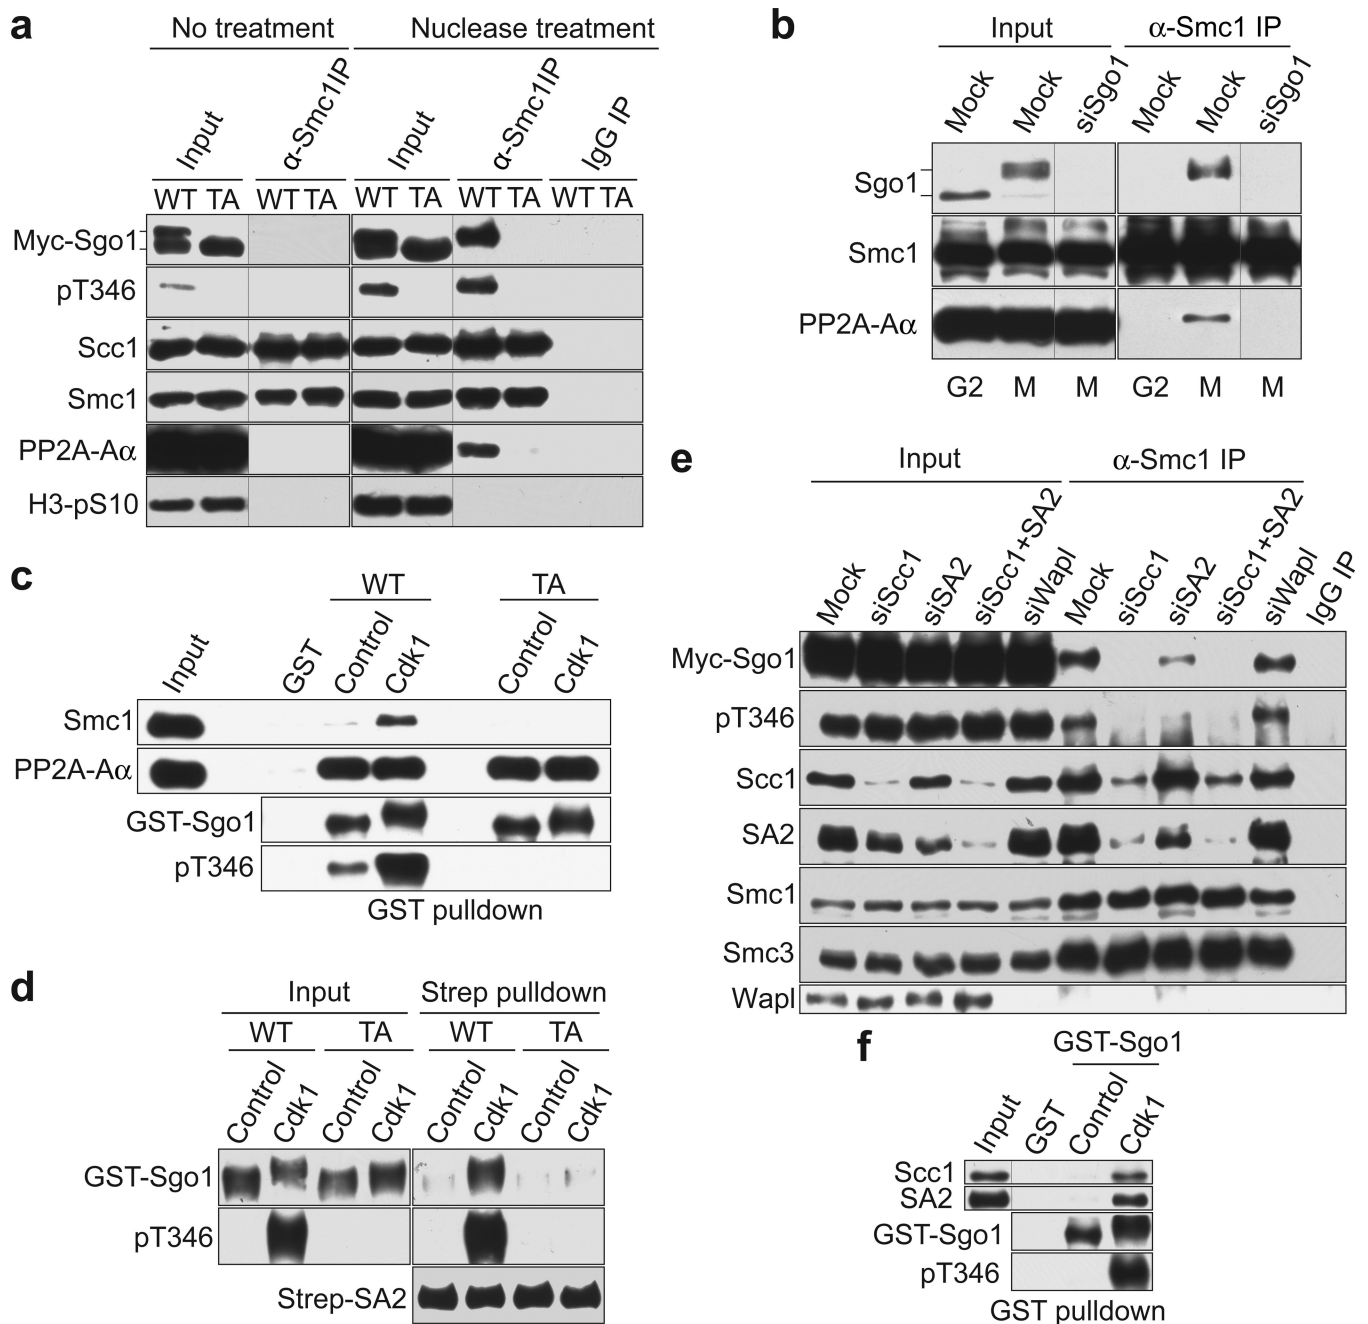 a
No treatment
Nuclease treatment
Input
α-Smc1IP
Input
α-Smc1IP
IgG IP
WT TA WT TA WT TA WT TA WT TA
Myc-Sgo1
pT346
Scc1
Smc1
PP2A-Aα
H3-pS10
b
Input
α-Smc1 IP
Mock
Mock
siSgo1
Mock
Mock
siSgo1
Sgo1
Smc1
PP2A-Aα
G2 M M G2 M M
c
WT
TA
Input
GST
Control
Cdk1
Control
Cdk1
Smc1
PP2A-Aα
GST-Sgo1
pT346
GST pulldown
d
Input
Strep pulldown
WT TA WT TA
Control
Cdk1
Control
Cdk1
Control
Cdk1
Control
Cdk1
GST-Sgo1
pT346
Strep-SA2
e
Input
α-Smc1 IP
Mock
siScc1
siSA2
siScc1+SA2
siWapl
Mock
siScc1
siSA2
siScc1+SA2
siWapl
IgG IP
Myc-Sgo1
pT346
Scc1
SA2
Smc1
Smc3
Wapl
f
GST-Sgo1
Input
GST
Conrtol
Cdk1
Scc1
SA2
GST-Sgo1
pT346
GST pulldown